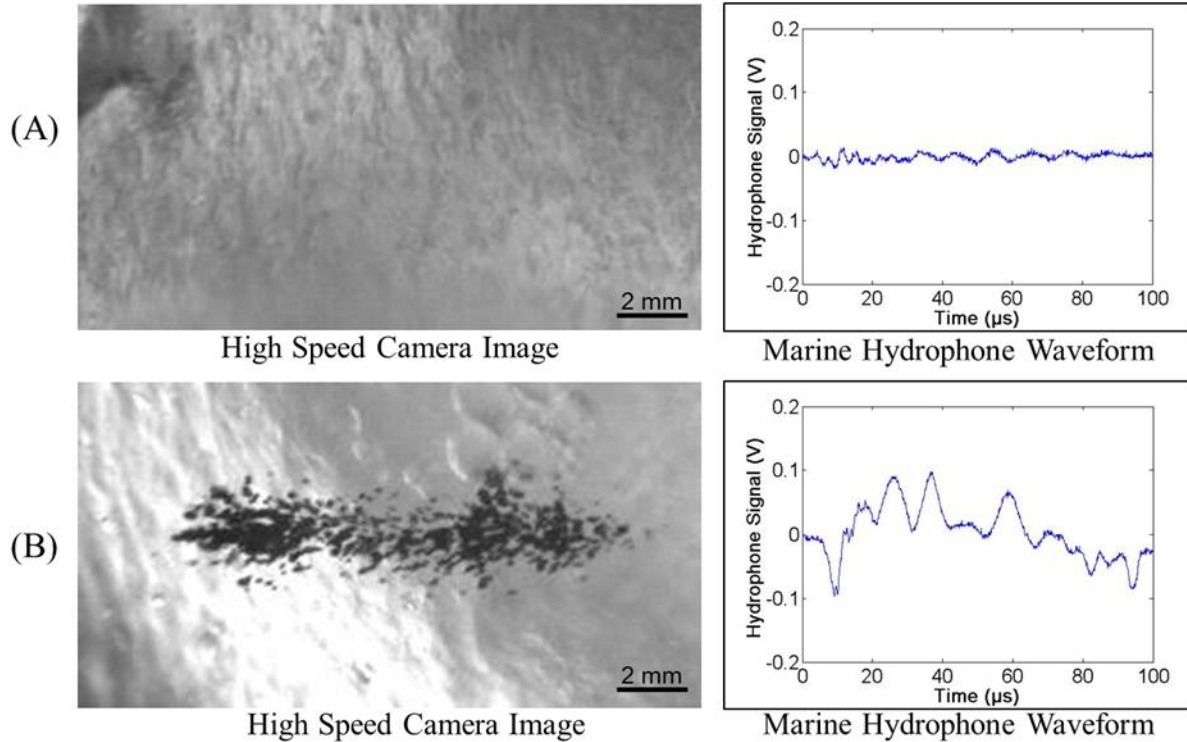 (A)
2 mm
High Speed Camera Image
Hydrophone Signal (V)
0.2
0.1
0
-0.1
-0.2
0 20 40 60 80 100
Time (µs)
Marine Hydrophone Waveform
(B)
2 mm
High Speed Camera Image
Hydrophone Signal (V)
0.2
0.1
0
-0.1
-0.2
0 20 40 60 80 100
Time (µs)
Marine Hydrophone Waveform